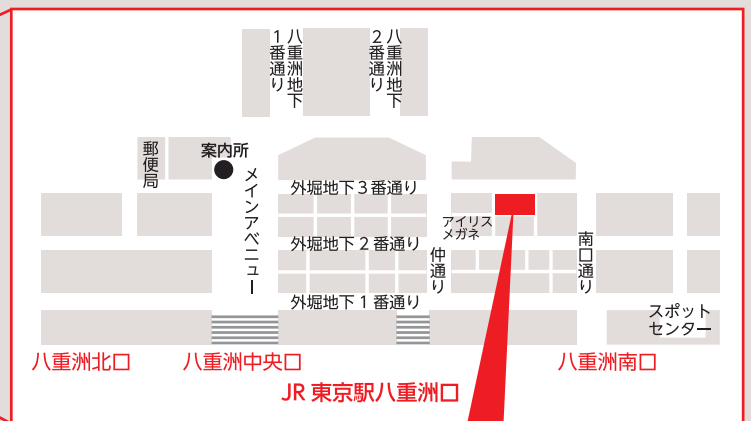 八重洲地下
1番通り
八重洲地下
2番通り
郵便局
案内所
メインアベニュー
外堀地下3番通り
アイリス
メガネ
外堀地下2番通り
仲通り
南口通り
外堀地下1番通り
スポット
センター
八重洲北口
八重洲中央口
八重洲南口
JR 東京駅八重洲口